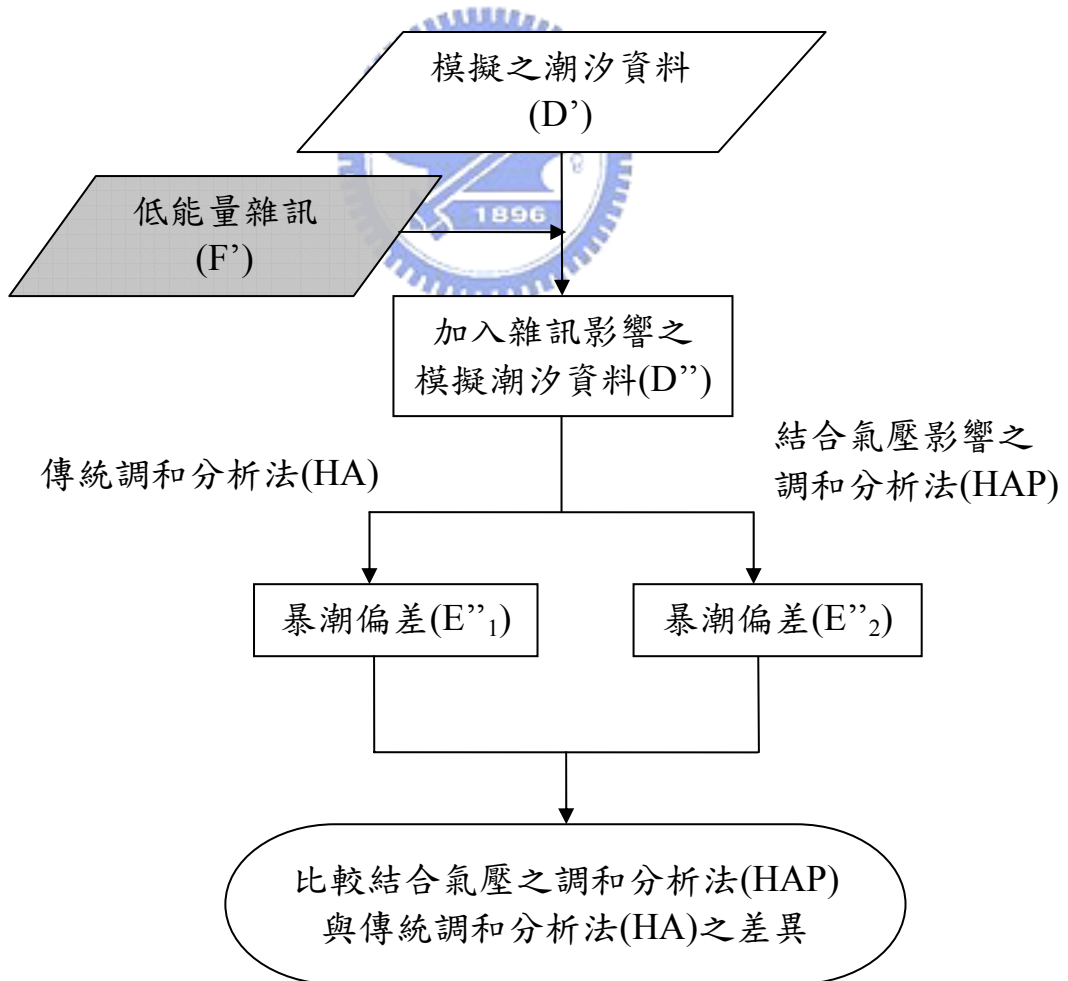 模擬之潮汐資料
(D’)
低能量雜訊
(F’)
1896
加入雜訊影響之
模擬潮汐資料(D’’)
傳統調和分析法(HA)
結合氣壓影響之
調和分析法(HAP)
暴潮偏差(E’’₁)
暴潮偏差(E’’₂)
比較結合氣壓之調和分析法(HAP)
與傳統調和分析法(HA)之差異